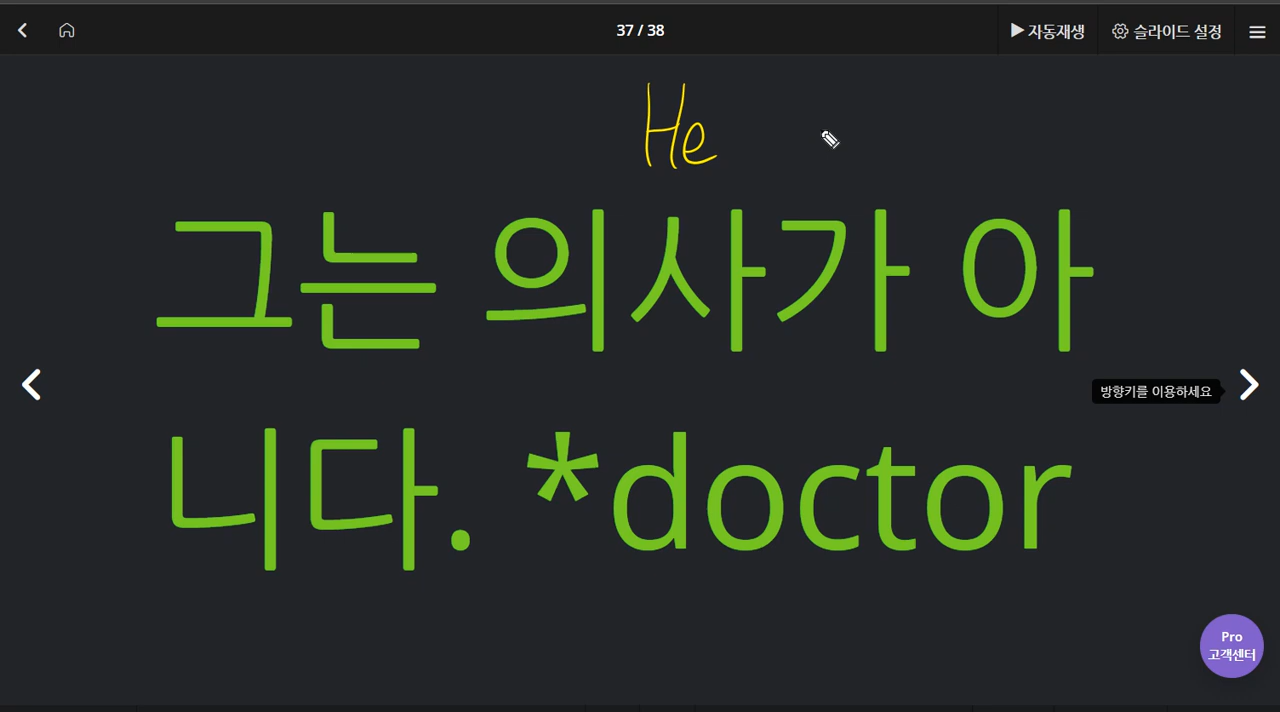 37 / 38
자동재생
슬라이드 설정
He
그는 의사가 아
니다. *doctor
방향키를 이용하세요
Pro
고객센터